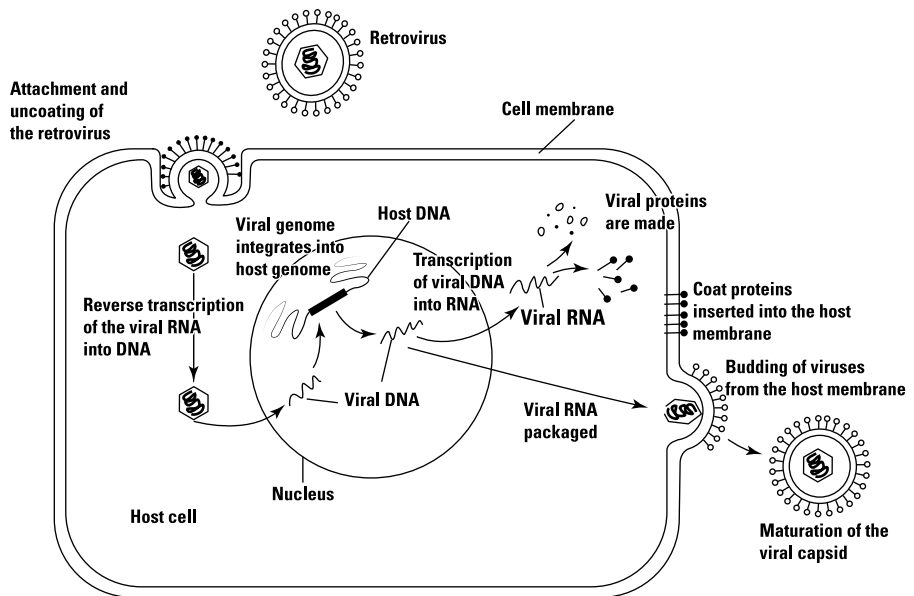 Retrovirus
Attachment and
uncoating of
the retrovirus
Cell membrane
Viral genome
integrates into
host genome
Host DNA
Viral proteins
are made
Transcription
of viral DNA
into RNA
Reverse transcription
of the viral RNA
into DNA
Viral RNA
Coat proteins
inserted into the host
membrane
Budding of viruses
from the host membrane
Viral DNA
Viral RNA
packaged
Nucleus
Host cell
Maturation of the
viral capsid